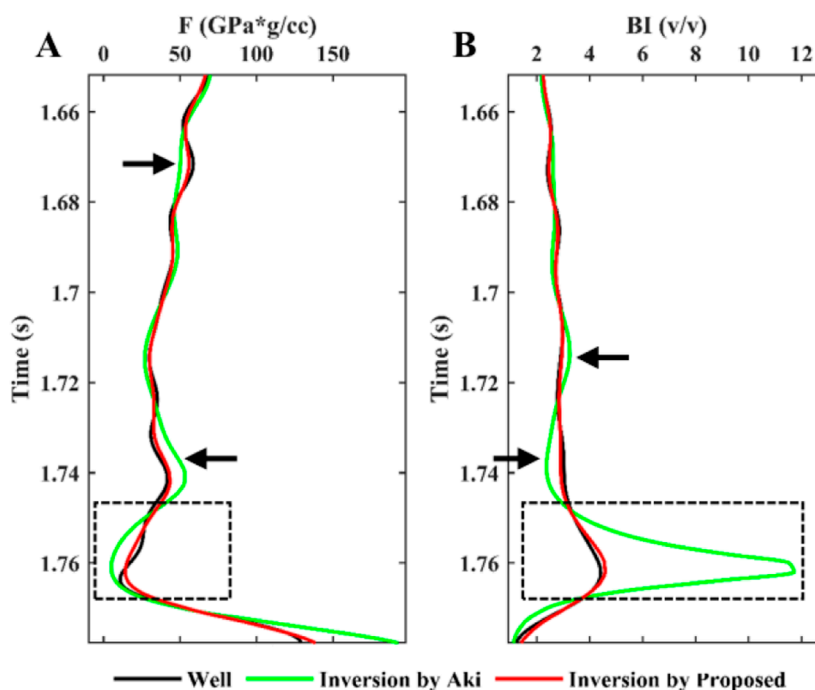 A
F (GPa*g/cc)
0 50 100 150
Time (s)
1.66
1.68
1.7
1.72
1.74
1.76
B
BI (v/v)
2 4 6 8 10 12
Time (s)
1.66
1.68
1.7
1.72
1.74
1.76
Well Inversion by Aki Inversion by Proposed